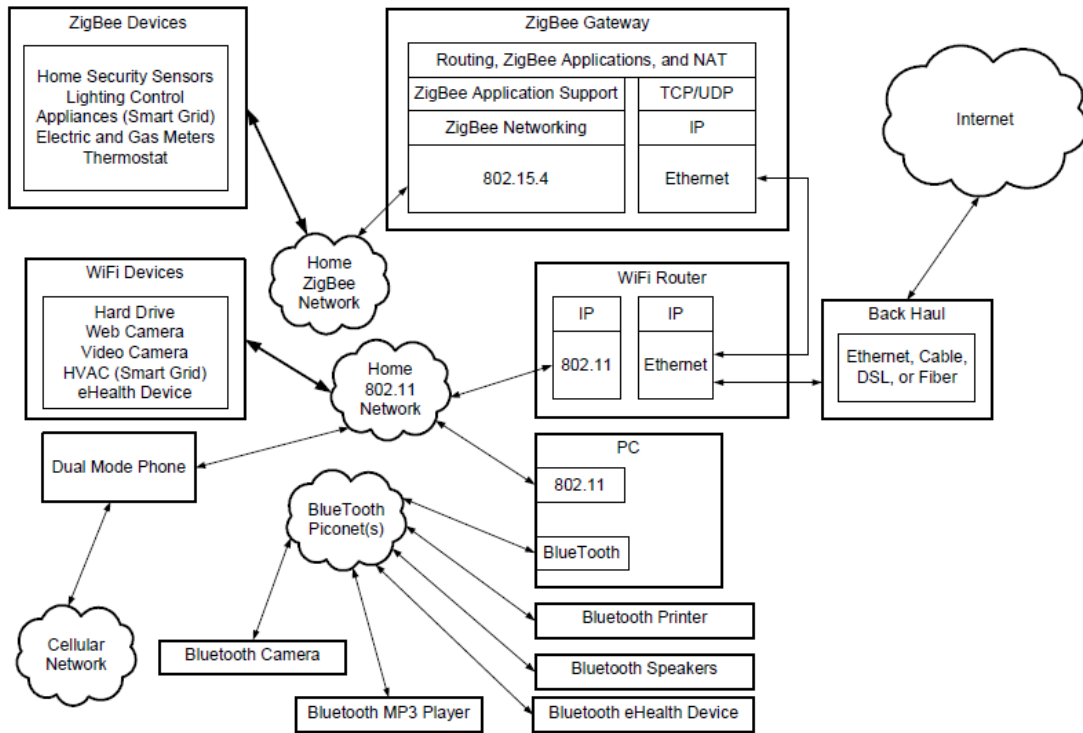 ZigBee Devices
Home Security Sensors
Lighting Control
Appliances (Smart Grid)
Electric and Gas Meters
Thermostat
ZigBee Gateway
Routing, ZigBee Applications, and NAT
ZigBee Application Support
TCP/UDP
ZigBee Networking
IP
802.15.4
Ethernet
Internet
Home
ZigBee
Network
WiFi Devices
Hard Drive
Web Camera
Video Camera
HVAC (Smart Grid)
eHealth Device
Home
802.11
Network
WiFi Router
IP
IP
802.11
Ethernet
Back Haul
Ethernet, Cable,
DSL, or Fiber
Dual Mode Phone
PC
802.11
BlueTooth
BlueTooth
Piconet(s)
Cellular
Network
Bluetooth Camera
Bluetooth MP3 Player
Bluetooth Printer
Bluetooth Speakers
Bluetooth eHealth Device